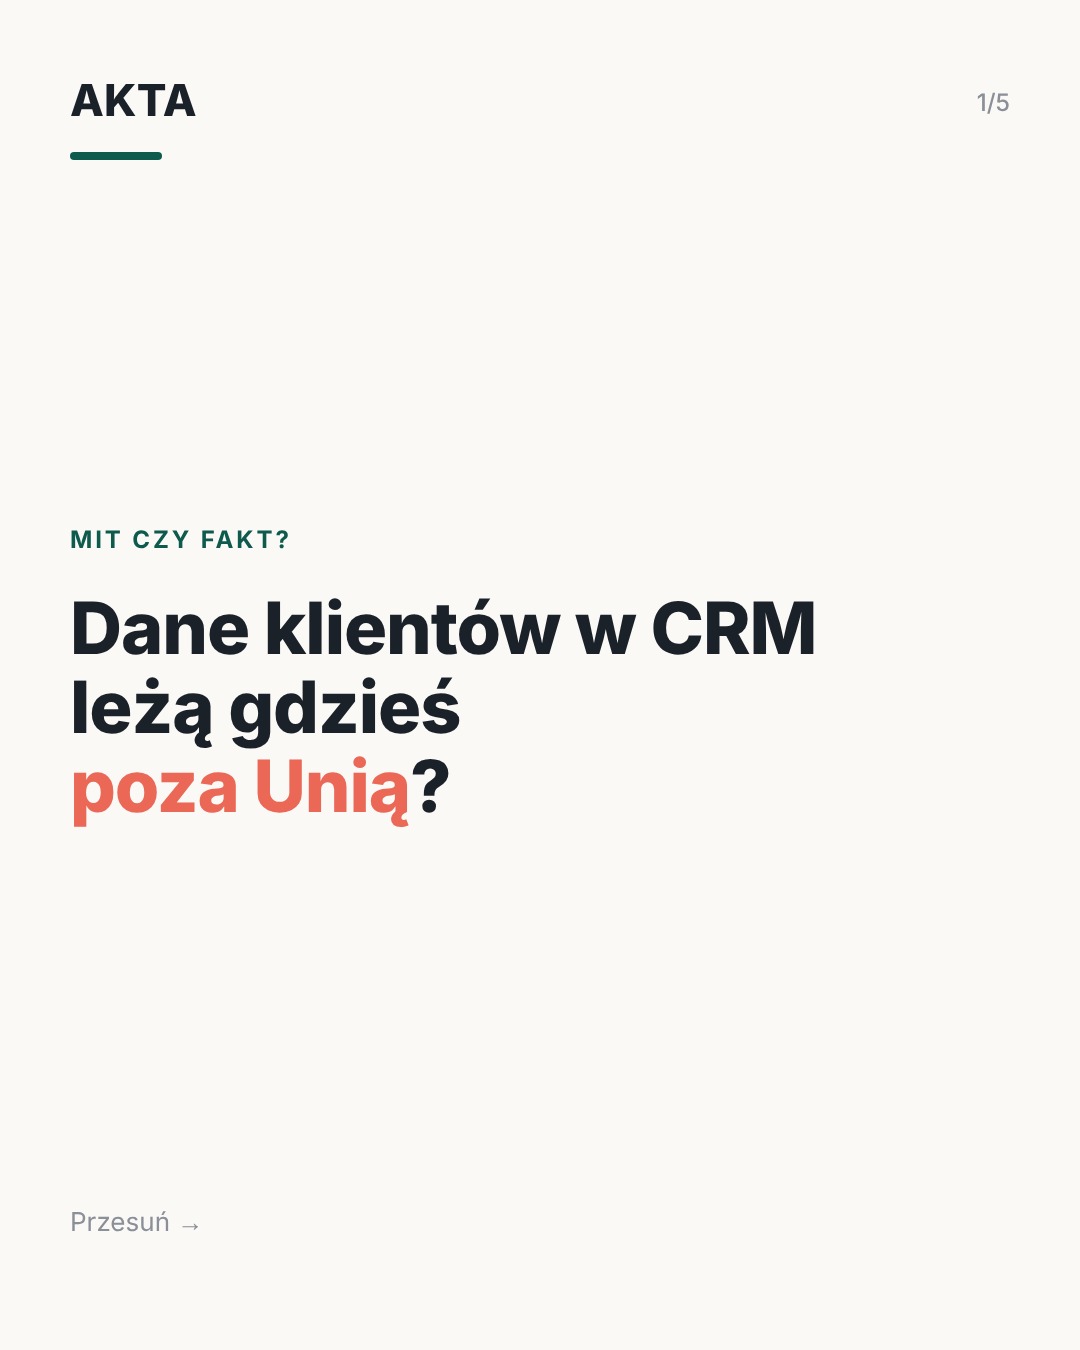 AKTA
1/5
MIT CZY FAKT?
Dane klientów w CRM
leżą gdzieś
poza Unią?
Przesuń →